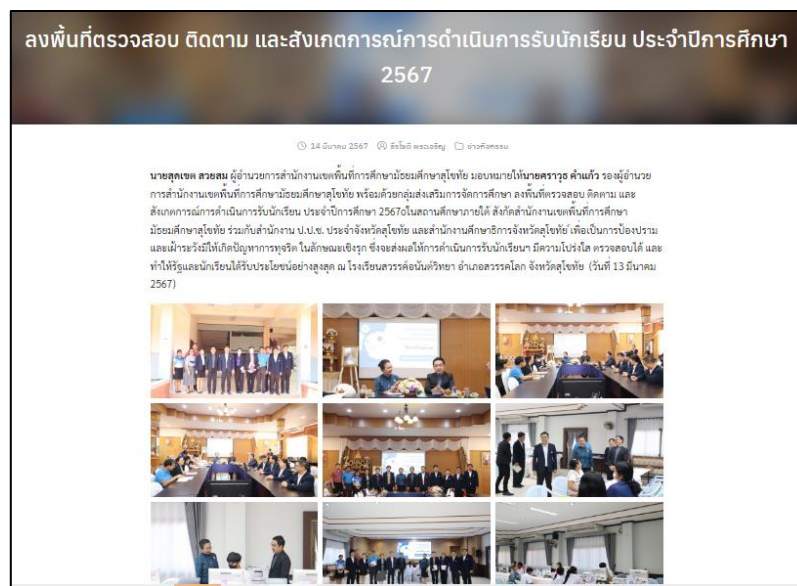 ลงพื้นที่ตรวจสอบ ติดตาม และสังเกตการณ์การดำเนินการรับนักเรียน ประจำปีการศึกษา
2567
14 มีนาคม 2567 ธีรโชติ พระเจริญ ข่าวกิจกรรม
นายสุดเขต สวยสม ผู้อำนวยการสำนักงานเขตพื้นที่การศึกษามัธยมศึกษาสุโขทัย มอบหมายให้นายศราวุธ คำแก้ว รองผู้อำนวย
การสำนักงานเขตพื้นที่การศึกษามัธยมศึกษาสุโขทัย พร้อมด้วยกลุ่มส่งเสริมการจัดการศึกษา ลงพื้นที่ตรวจสอบ ติดตาม และ
สังเกตการณ์การดำเนินการรับนักเรียน ประจำปีการศึกษา 2567oในสถานศึกษาภายใต้ สังกัดสำนักงานเขตพื้นที่การศึกษา
มัธยมศึกษาสุโขทัย ร่วมกับสำนักงาน ป.ป.ช. ประจำจังหวัดสุโขทัย และสำนักงานศึกษาธิการจังหวัดสุโขทัย เพื่อเป็นการป้องปราม
และเฝ้าระวังมิให้เกิดปัญหาการทุจริต ในลักษณะเชิงรุก ซึ่งจะส่งผลให้การดำเนินการรับนักเรียนฯ มีความโปร่งใส ตรวจสอบได้ และ
ทำให้รัฐและนักเรียนได้รับประโยชน์อย่างสูงสุด ณ โรงเรียนสวรรค์อนันต์วิทยา อำเภอสวรรคโลก จังหวัดสุโขทัย (วันที่ 13 มีนาคม
2567)